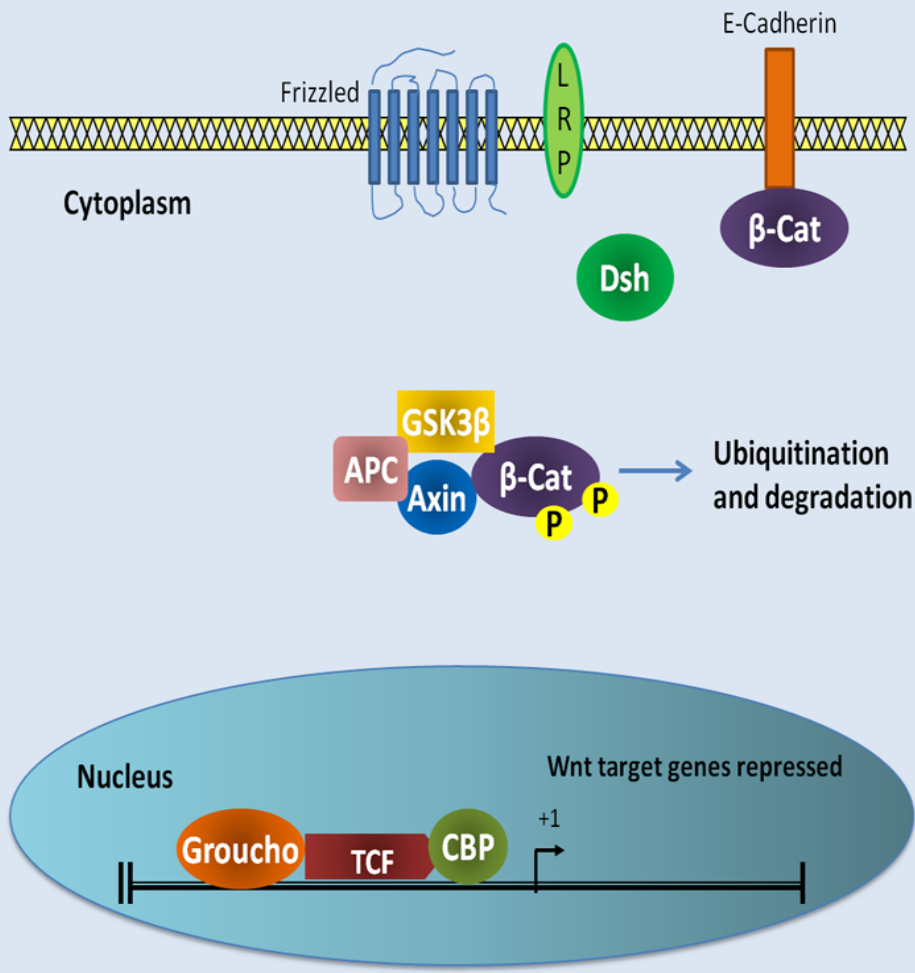 E-Cadherin
Frizzled
L
R
P
Cytoplasm
β-Cat
Dsh
GSK3β
APC
Axin
β-Cat
P
P
Ubiquitination
and degradation
Nucleus
Wnt target genes repressed
+1
Groucho
TCF
CBP